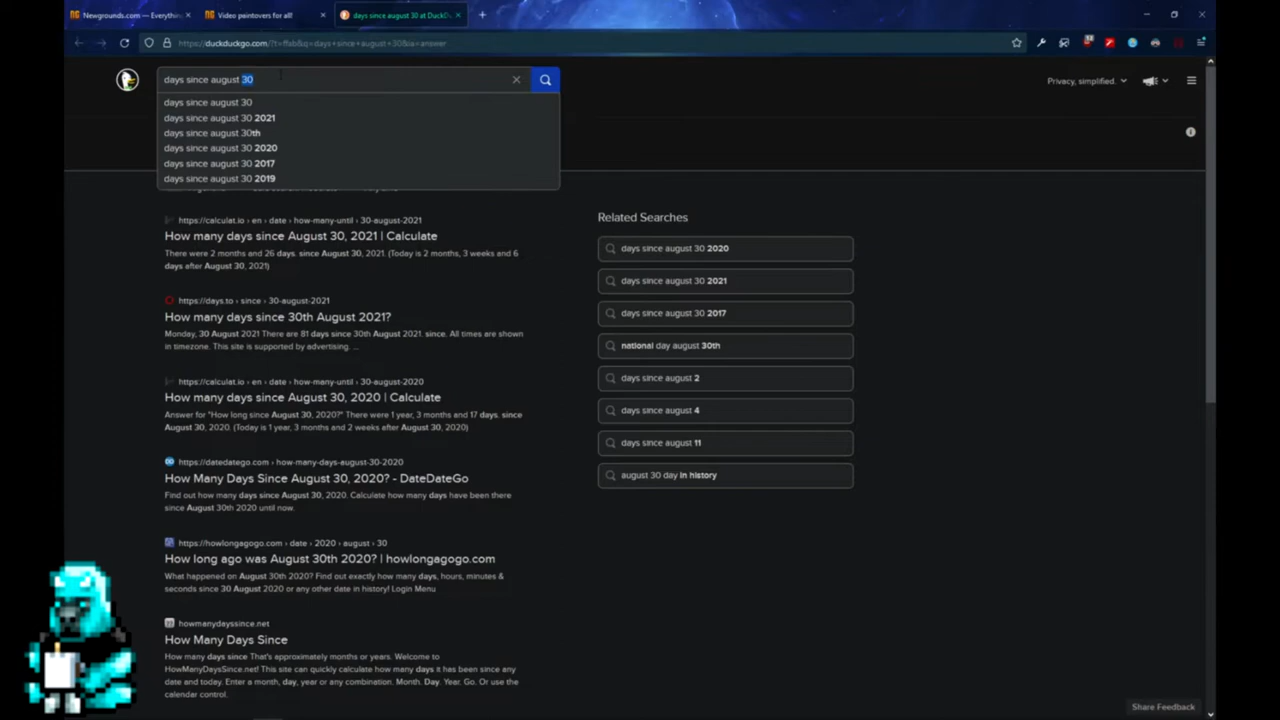 Newgrounds.com — Everythin
Video paintovers for all!
days since august 30 at DuckDu
https://duckduckgo.com/?t=ffab&q=days+since+august+30&ia=answer
days since august 30
Privacy, simplified.
days since august 30
days since august 30 2021
days since august 30th
days since august 30 2020
days since august 30 2017
days since august 30 2019
https://calculat.io › en › date › how-many-until › 30-august-2021
How many days since August 30, 2021 | Calculate
There were 2 months and 26 days. since August 30, 2021. (Today is 2 months, 3 weeks and 6
days after August 30, 2021)
https://days.to › since › 30-august-2021
How many days since 30th August 2021?
Monday, 30 August 2021 There are 81 days since 30th August 2021. since. All times are shown
in timezone. This site is supported by advertising. ...
https://calculat.io › en › date › how-many-until › 30-august-2020
How many days since August 30, 2020 | Calculate
Answer for "How long since August 30, 2020?" There were 1 year, 3 months and 17 days. since
August 30, 2020. (Today is 1 year, 3 months and 2 weeks after August 30, 2020)
https://datedatego.com › how-many-days-august-30-2020
How Many Days Since August 30, 2020? - DateDateGo
Find out how many days since August 30, 2020. Calculate how many days have been there
since August 30th 2020 until now.
https://howlongagogo.com › date › 2020 › august › 30
How long ago was August 30th 2020? | howlongagogo.com
What happened on August 30th 2020? Find out exactly how many days, hours, minutes &
seconds since 30 August 2020 or any other date in history! Login Menu
howmanydayssince.net
How Many Days Since
How many days since That's approximately months or years. Welcome to
HowManyDaysSince.net! This site can quickly calculate how many days it has been since any
date and today. Enter a month, day, year or any combination. Month. Day. Year. Go. Or use the
calendar control.
Related Searches
days since august 30 2020
days since august 30 2021
days since august 30 2017
national day august 30th
days since august 2
days since august 4
days since august 11
august 30 day in history
Share Feedback